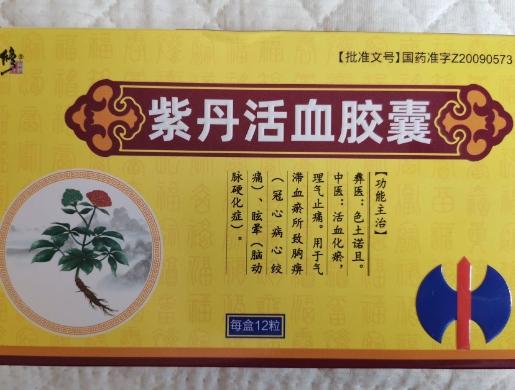 修正
【批准文号】国药准字Z20090573
紫丹活血胶囊
【功能主治】
彝医：色土诺且。
中医：活血化瘀，
理气止痛。用于气
滞血瘀所致胸痹
（冠心病心绞
痛）、眩晕（脑动
脉硬化症）。
每盒12粒